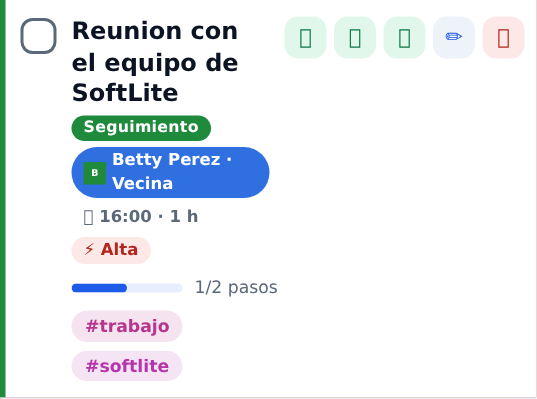 Reunion con
el equipo de
SoftLite
Seguimiento
B
Betty Perez ·
Vecina
16:00 · 1 h
⚡ Alta
1/2 pasos
#trabajo
#softlite